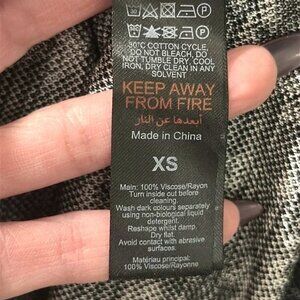 30°C COTTON CYCLE,
DO NOT BLEACH, DO
NOT TUMBLE DRY, COOL
IRON, DRY CLEAN IN ANY
SOLVENT
KEEP AWAY
FROM FIRE
أبعدها عن النار
Made in China
XS
Main: 100% Viscose/Rayon
Turn inside out before
cleaning.
Wash dark colours separately
using non-biological liquid
detergent.
Reshape whilst damp
Dry flat.
Avoid contact with abrasive
surfaces.
Matériau principal:
100% Viscose/Rayonne